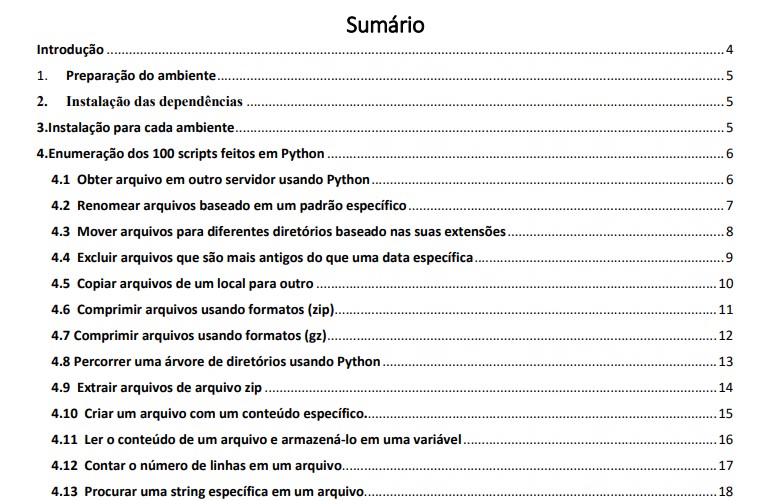 Sumário
Introdução ........ 4
1. Preparação do ambiente ........ 5
2. Instalação das dependências ........ 5
3.Instalação para cada ambiente ........ 5
4.Enumeração dos 100 scripts feitos em Python ........ 6
4.1 Obter arquivo em outro servidor usando Python ........ 6
4.2 Renomear arquivos baseado em um padrão específico ........ 7
4.3 Mover arquivos para diferentes diretórios baseado nas suas extensões ........ 8
4.4 Excluir arquivos que são mais antigos do que uma data específica ........ 9
4.5 Copiar arquivos de um local para outro ........ 10
4.6 Comprimir arquivos usando formatos (zip) ........ 11
4.7 Comprimir arquivos usando formatos (gz) ........ 12
4.8 Percorrer uma árvore de diretórios usando Python ........ 13
4.9 Extrair arquivos de arquivo zip ........ 14
4.10 Criar um arquivo com um conteúdo específico. ........ 15
4.11 Ler o conteúdo de um arquivo e armazená-lo em uma variável ........ 16
4.12 Contar o número de linhas em um arquivo ........ 17
4.13 Procurar uma string específica em um arquivo ........ 18